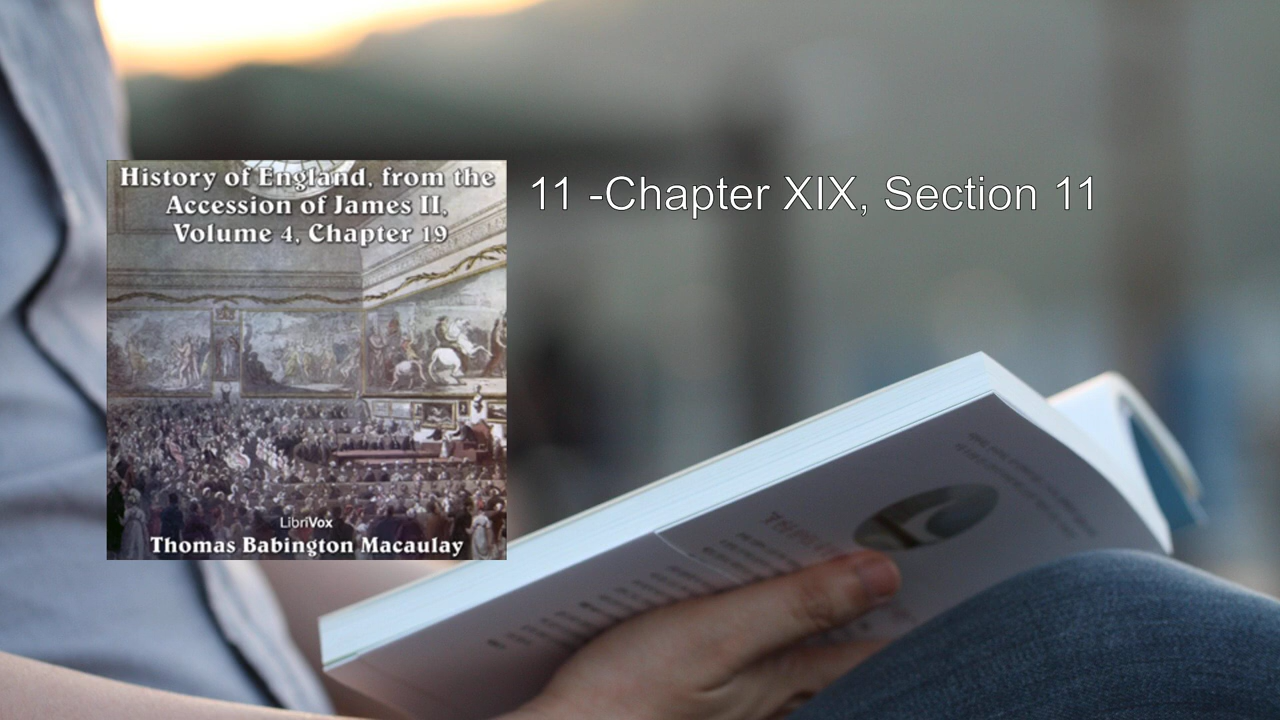 History of England, from the
Accession of James II,
Volume 4, Chapter 19
LibriVox
Thomas Babington Macaulay
11 -Chapter XIX, Section 11